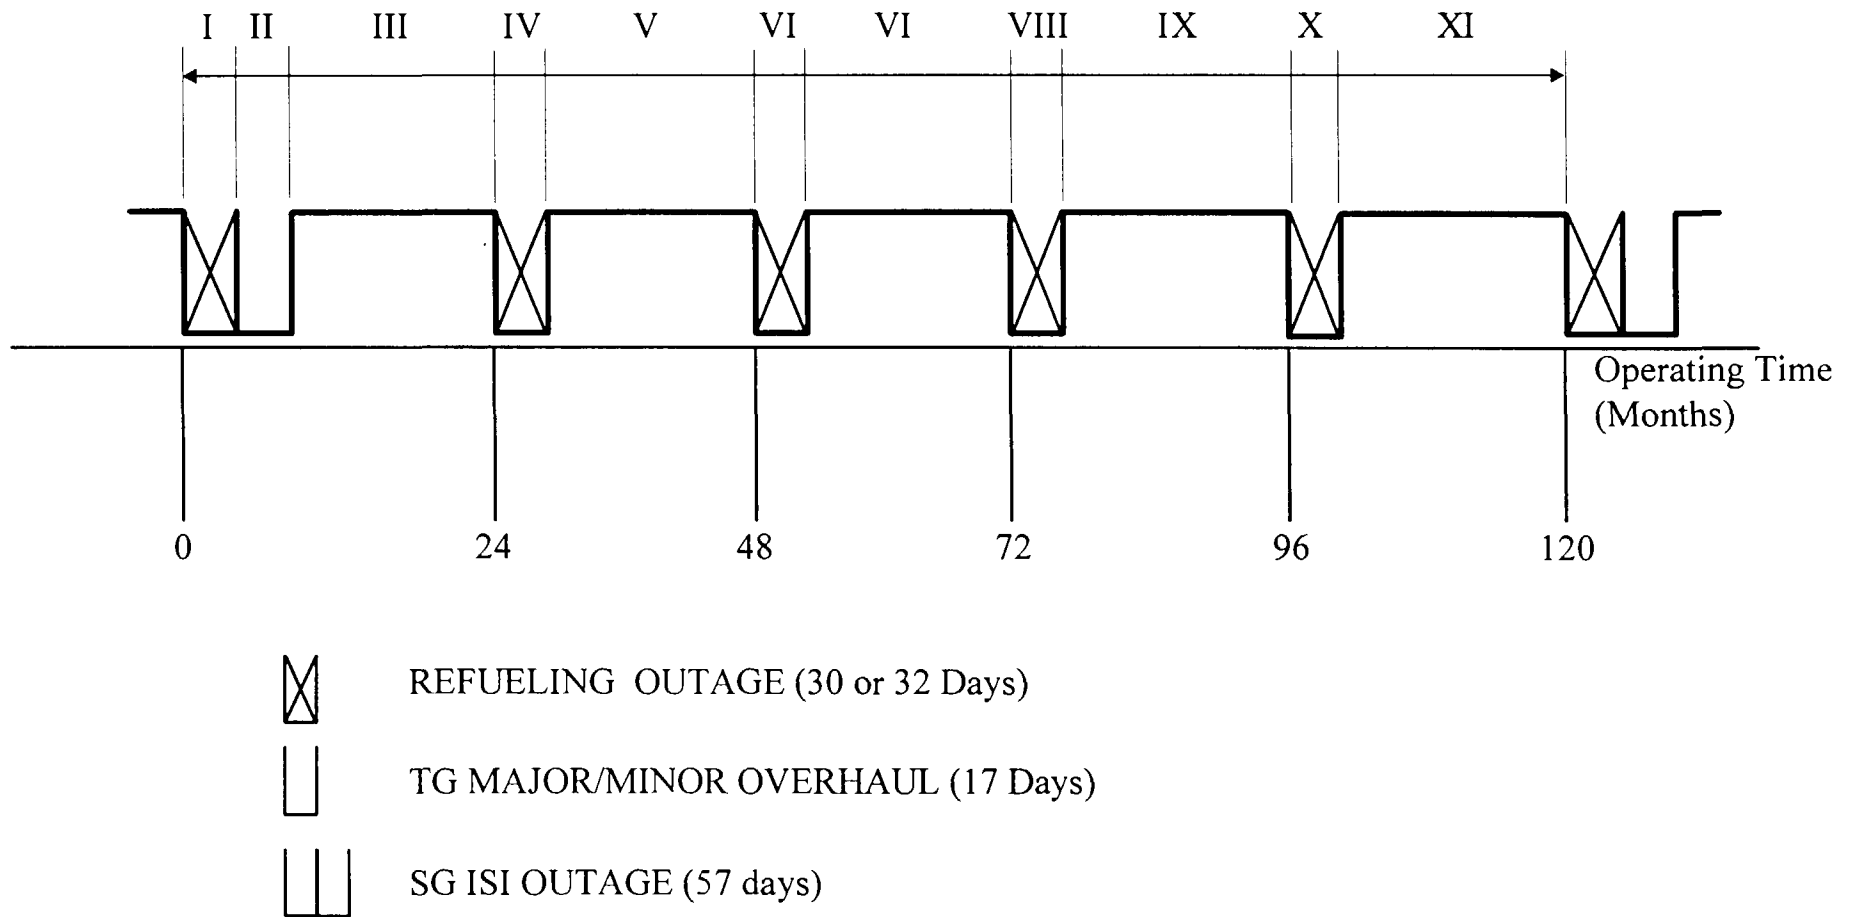 I II III IV V VI VI VIII IX X XI
Operating Time
(Months)
0 24 48 72 96 120
REFUELING OUTAGE (30 or 32 Days)
TG MAJOR/MINOR OVERHAUL (17 Days)
SG ISI OUTAGE (57 days)